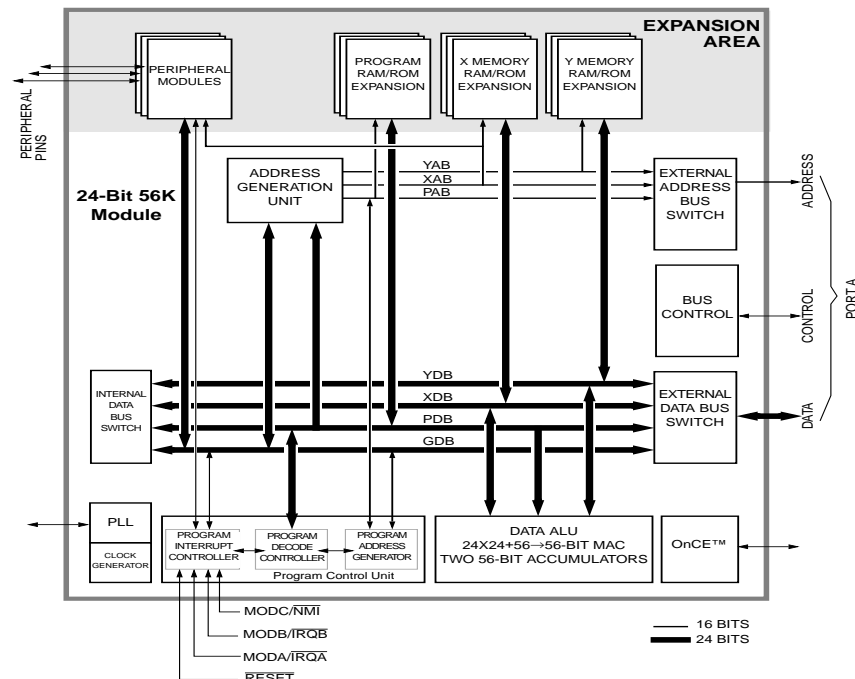 EXPANSION
AREA
PERIPHERAL
MODULES
PROGRAM
RAM/ROM
EXPANSION
X MEMORY
RAM/ROM
EXPANSION
Y MEMORY
RAM/ROM
EXPANSION
PERIPHERAL
PINS
24-Bit 56K
Module
ADDRESS
GENERATION
UNIT
YAB
XAB
PAB
EXTERNAL
ADDRESS
BUS
SWITCH
ADDRESS
BUS
CONTROL
CONTROL
PORT A
INTERNAL
DATA
BUS
SWITCH
YDB
XDB
PDB
GDB
EXTERNAL
DATA BUS
SWITCH
DATA
PLL
CLOCK
GENERATOR
PROGRAM
INTERRUPT
CONTROLLER
PROGRAM
DECODE
CONTROLLER
PROGRAM
ADDRESS
GENERATOR
Program Control Unit
DATA ALU
24X24+56→56-BIT MAC
TWO 56-BIT ACCUMULATORS
OnCE™
MODC/NMI
MODB/IRQB
MODA/IRQA
RESET
16 BITS
24 BITS